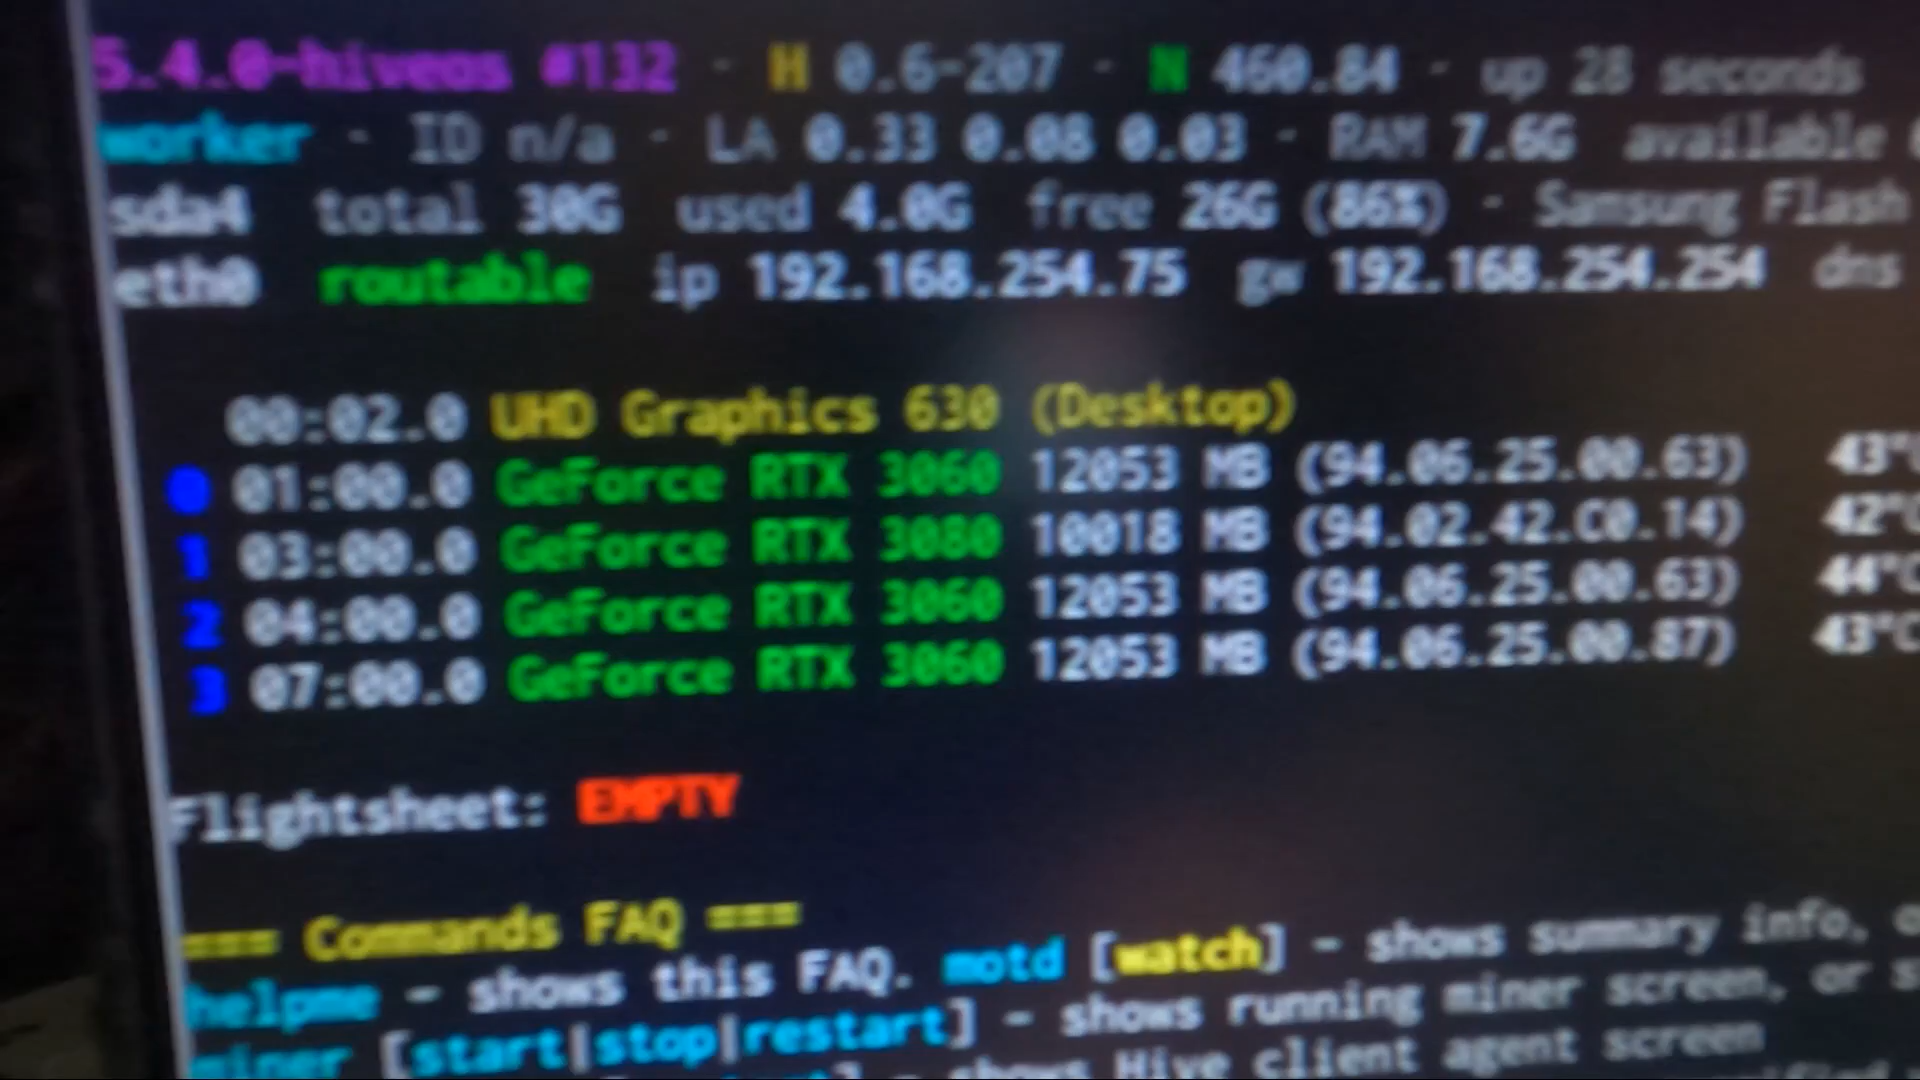 5.4.0-hiveos #132 · H 0.6-207 · N 460.84 · up 28 seconds
worker · ID n/a · LA 0.33 0.08 0.03 · RAM 7.6G available
sda4 total 30G used 4.0G free 26G (86%) · Samsung Flash
eth0 routable ip 192.168.254.75 gw 192.168.254.254 dns
00:02.0 UHD Graphics 630 (Desktop)
0 01:00.0 GeForce RTX 3060 12053 MB (94.06.25.00.63) 43°C
1 03:00.0 GeForce RTX 3080 10018 MB (94.02.42.C0.14) 42°C
2 04:00.0 GeForce RTX 3060 12053 MB (94.06.25.00.63) 44°C
3 07:00.0 GeForce RTX 3060 12053 MB (94.06.25.00.87) 43°C
Flightsheet: EMPTY
=== Commands FAQ ===
helpme - shows this FAQ. motd [watch] - shows summary info,
miner [start|stop|restart] - shows running miner screen, or
- shows Hive client agent screen